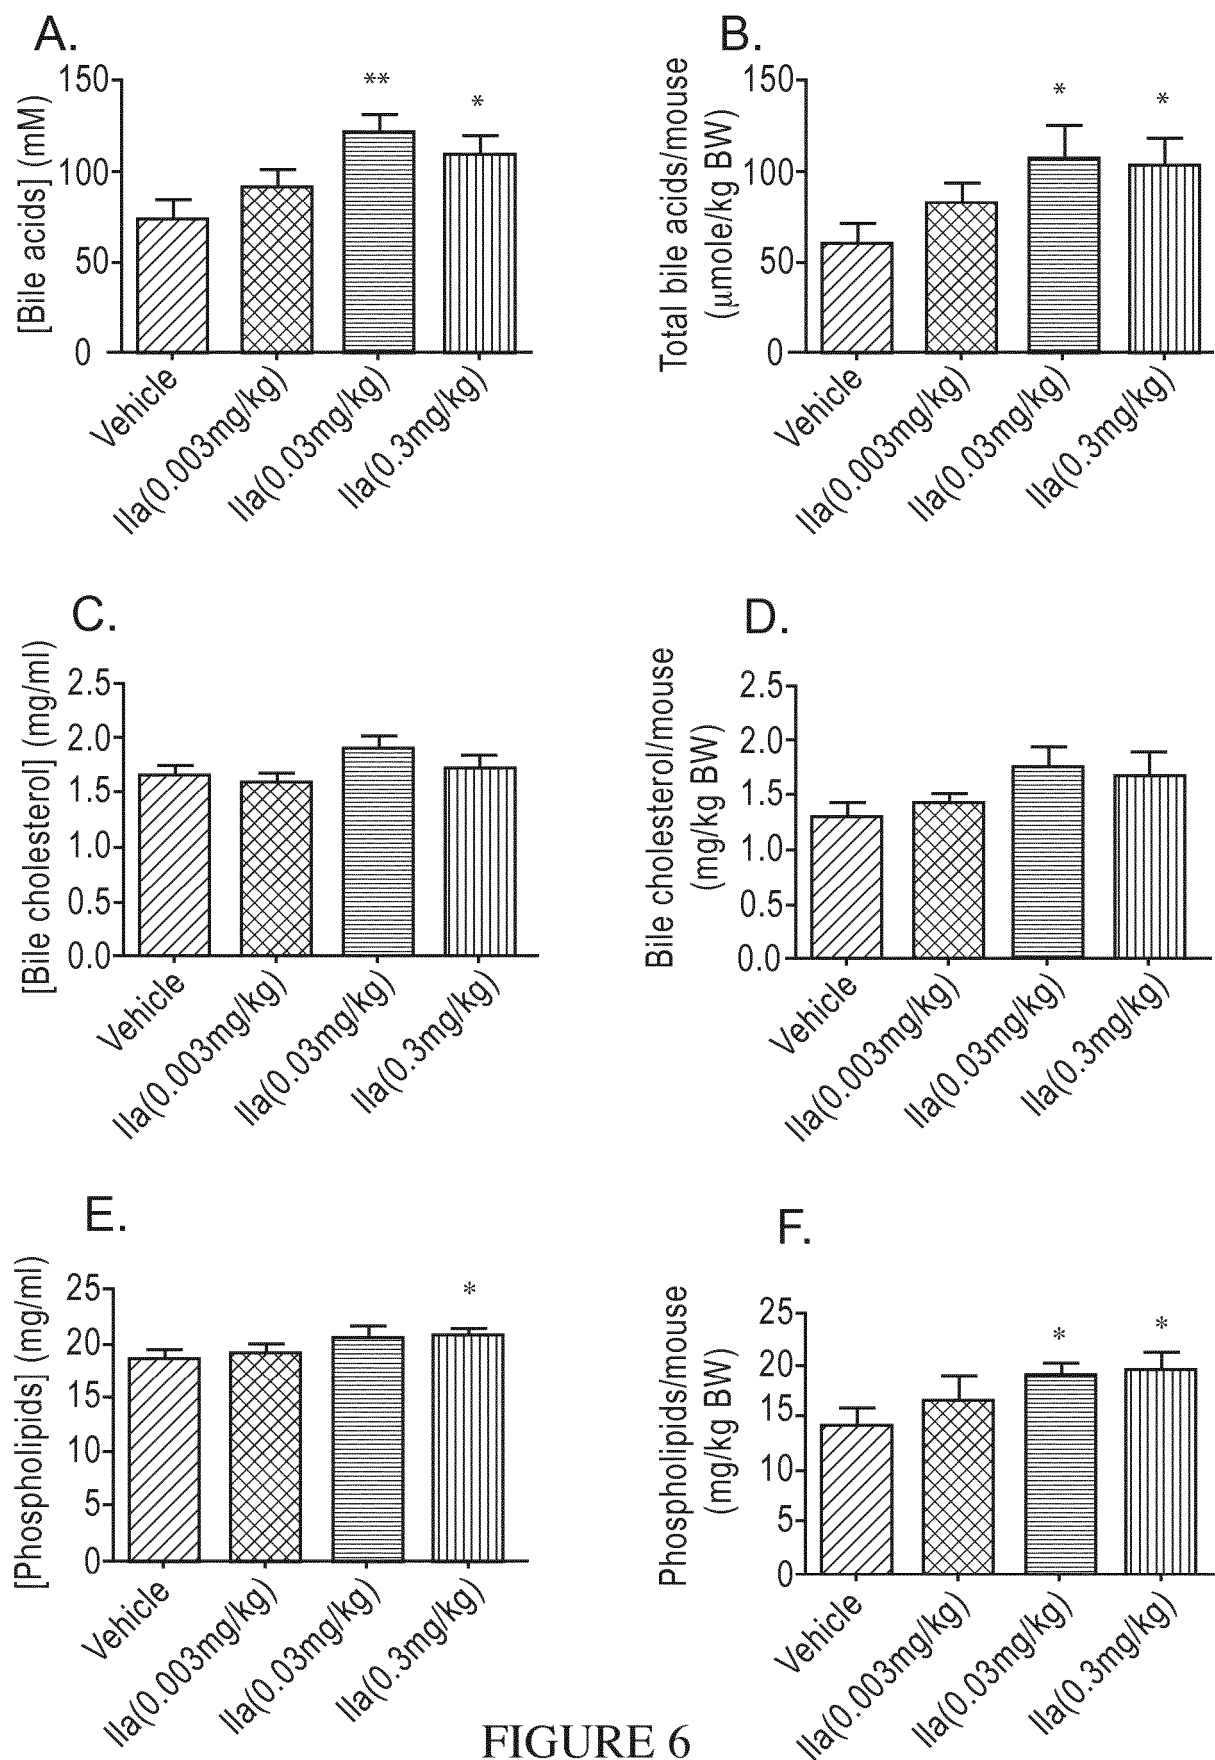 A.
[Bile acids] (mM)
150
100
50
0
**
*
Vehicle
IIa(0.003mg/kg)
IIa(0.03mg/kg)
IIa(0.3mg/kg)
B.
Total bile acids/mouse
(μmole/kg BW)
150
100
50
0
*
*
Vehicle
IIa(0.003mg/kg)
IIa(0.03mg/kg)
IIa(0.3mg/kg)
C.
[Bile cholesterol] (mg/ml)
2.5
2.0
1.5
1.0
0.5
0.0
Vehicle
IIa(0.003mg/kg)
IIa(0.03mg/kg)
IIa(0.3mg/kg)
D.
Bile cholesterol/mouse
(mg/kg BW)
2.5
2.0
1.5
1.0
0.5
0.0
Vehicle
IIa(0.003mg/kg)
IIa(0.03mg/kg)
IIa(0.3mg/kg)
E.
[Phospholipids] (mg/ml)
25
20
15
10
5
0
*
Vehicle
IIa(0.003mg/kg)
IIa(0.03mg/kg)
IIa(0.3mg/kg)
F.
Phospholipids/mouse
(mg/kg BW)
25
20
15
10
5
0
*
*
Vehicle
IIa(0.003mg/kg)
IIa(0.03mg/kg)
IIa(0.3mg/kg)
FIGURE 6